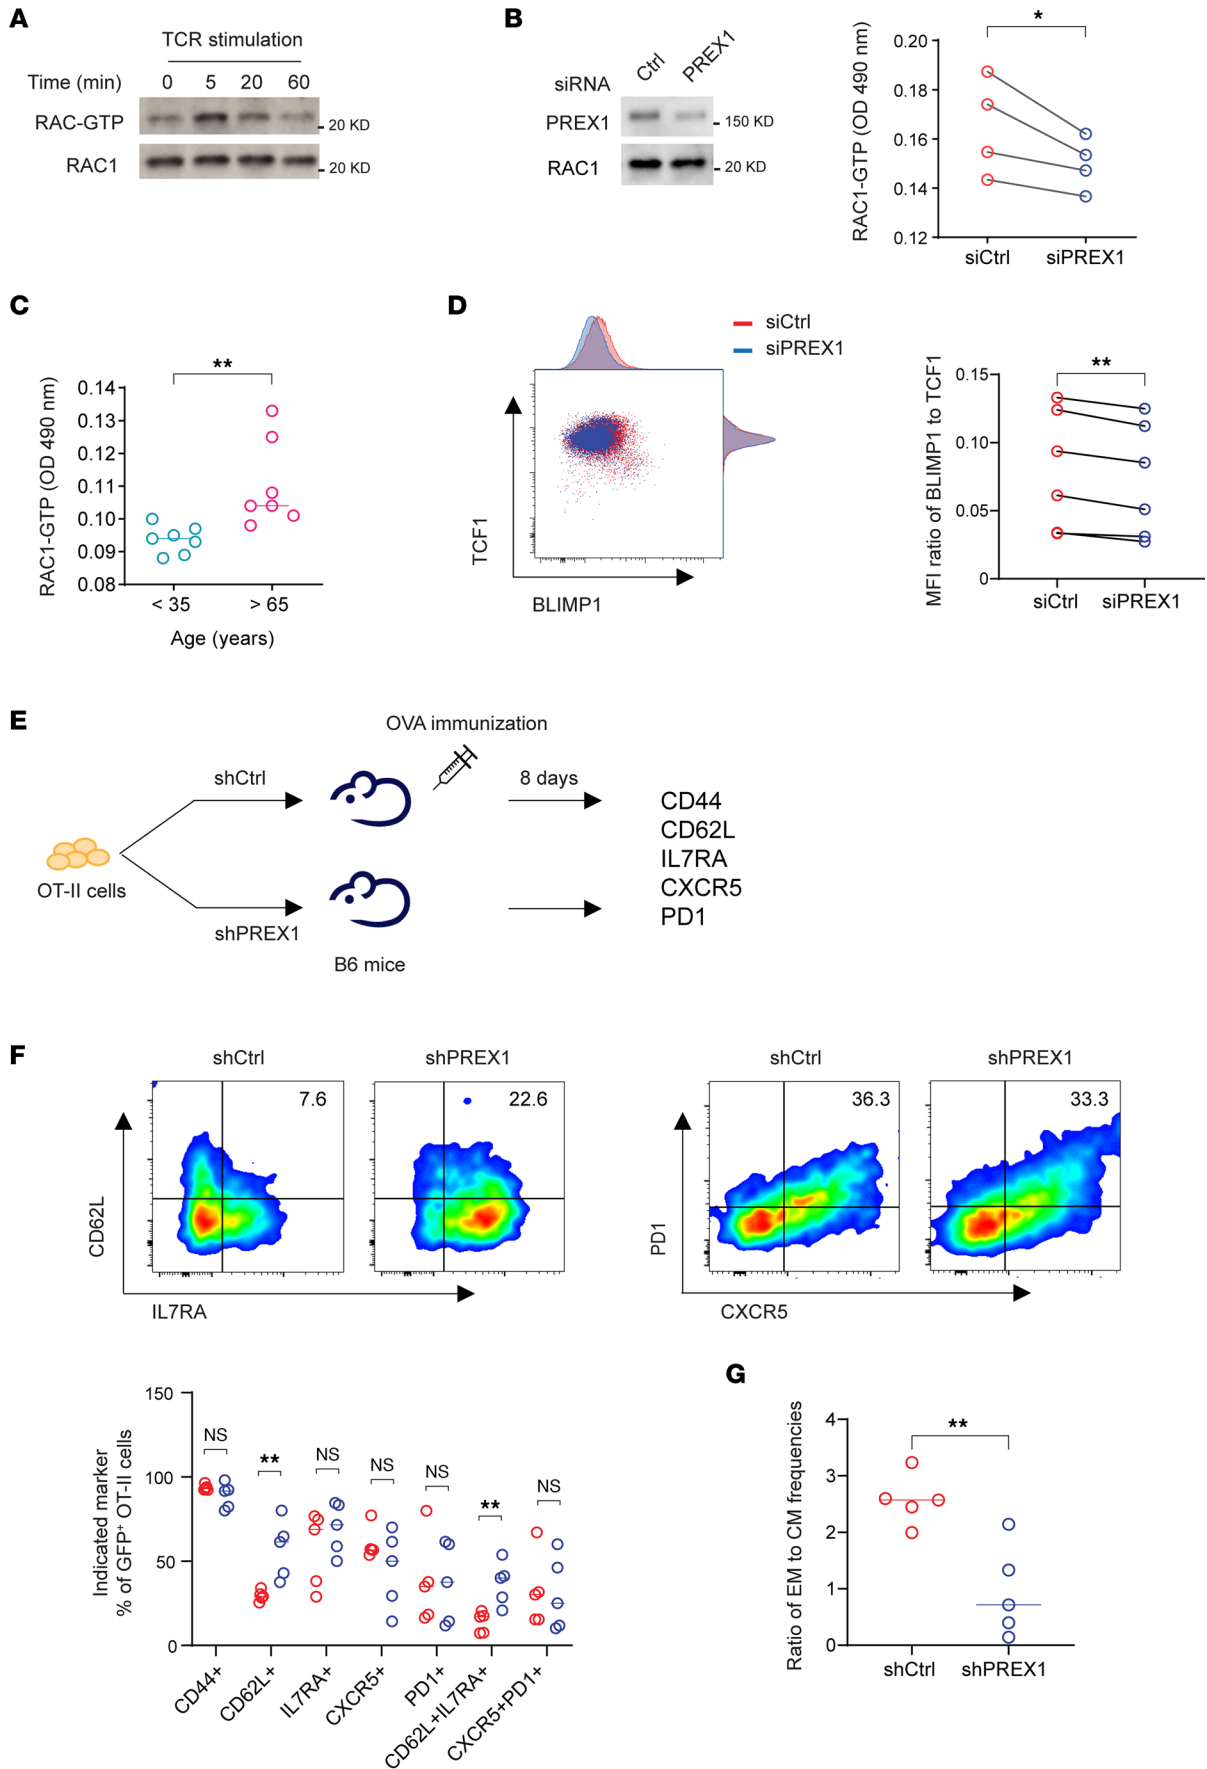 A
TCR stimulation
Time (min) 0 5 20 60
RAC-GTP
20 KD
RAC1
20 KD
B
siRNA
Ctrl
PREX1
PREX1
150 KD
RAC1
20 KD
RAC1-GTP (OD 490 nm)
0.20
0.18
0.16
0.14
0.12
*
siCtrl siPREX1
C
RAC1-GTP (OD 490 nm)
0.14
0.13
0.12
0.11
0.10
0.09
0.08
**
< 35 > 65
Age (years)
D
siCtrl
siPREX1
TCF1
BLIMP1
MFI ratio of BLIMP1 to TCF1
0.15
0.10
0.05
0
**
siCtrl siPREX1
E
OT-II cells
shCtrl
shPREX1
OVA immunization
B6 mice
8 days
CD44
CD62L
IL7RA
CXCR5
PD1
F
shCtrl shPREX1
7.6
22.6
CD62L
IL7RA
shCtrl shPREX1
36.3
33.3
PD1
CXCR5
Indicated marker
% of GFP⁺ OT-II cells
150
100
50
0
NS
**
NS
NS
NS
**
NS
CD44+
CD62L+
IL7RA+
CXCR5+
PD1+
CD62L+IL7RA+
CXCR5+PD1+
G
Ratio of EM to CM frequencies
4
3
2
1
0
**
shCtrl shPREX1